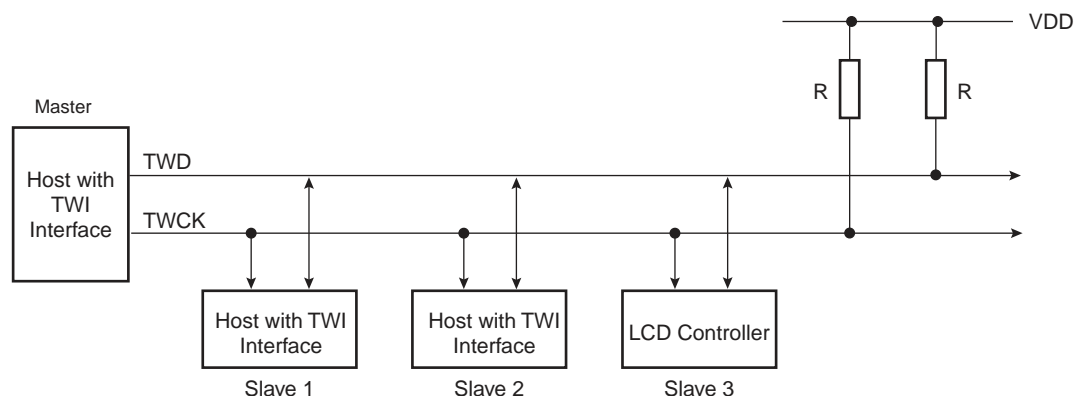 VDD
R
R
Master
Host with
TWI
Interface
TWD
TWCK
Host with TWI
Interface
Host with TWI
Interface
LCD Controller
Slave 1
Slave 2
Slave 3